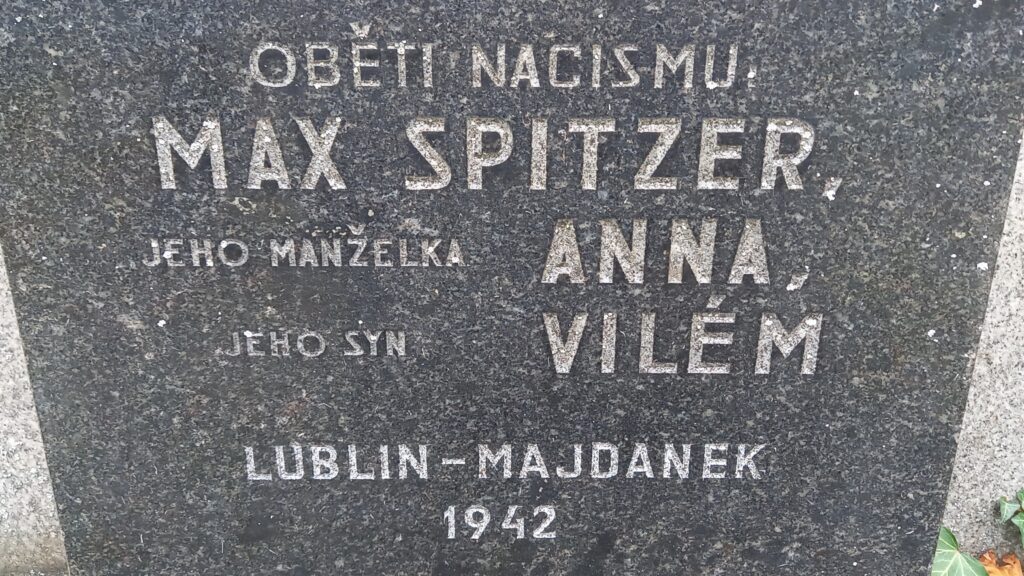 OBĚTI NACISMU:
MAX SPITZER,
JEHO MANŽELKA ANNA,
JEHO SYN VILÉM
LUBLIN-MAJDANEK
1942